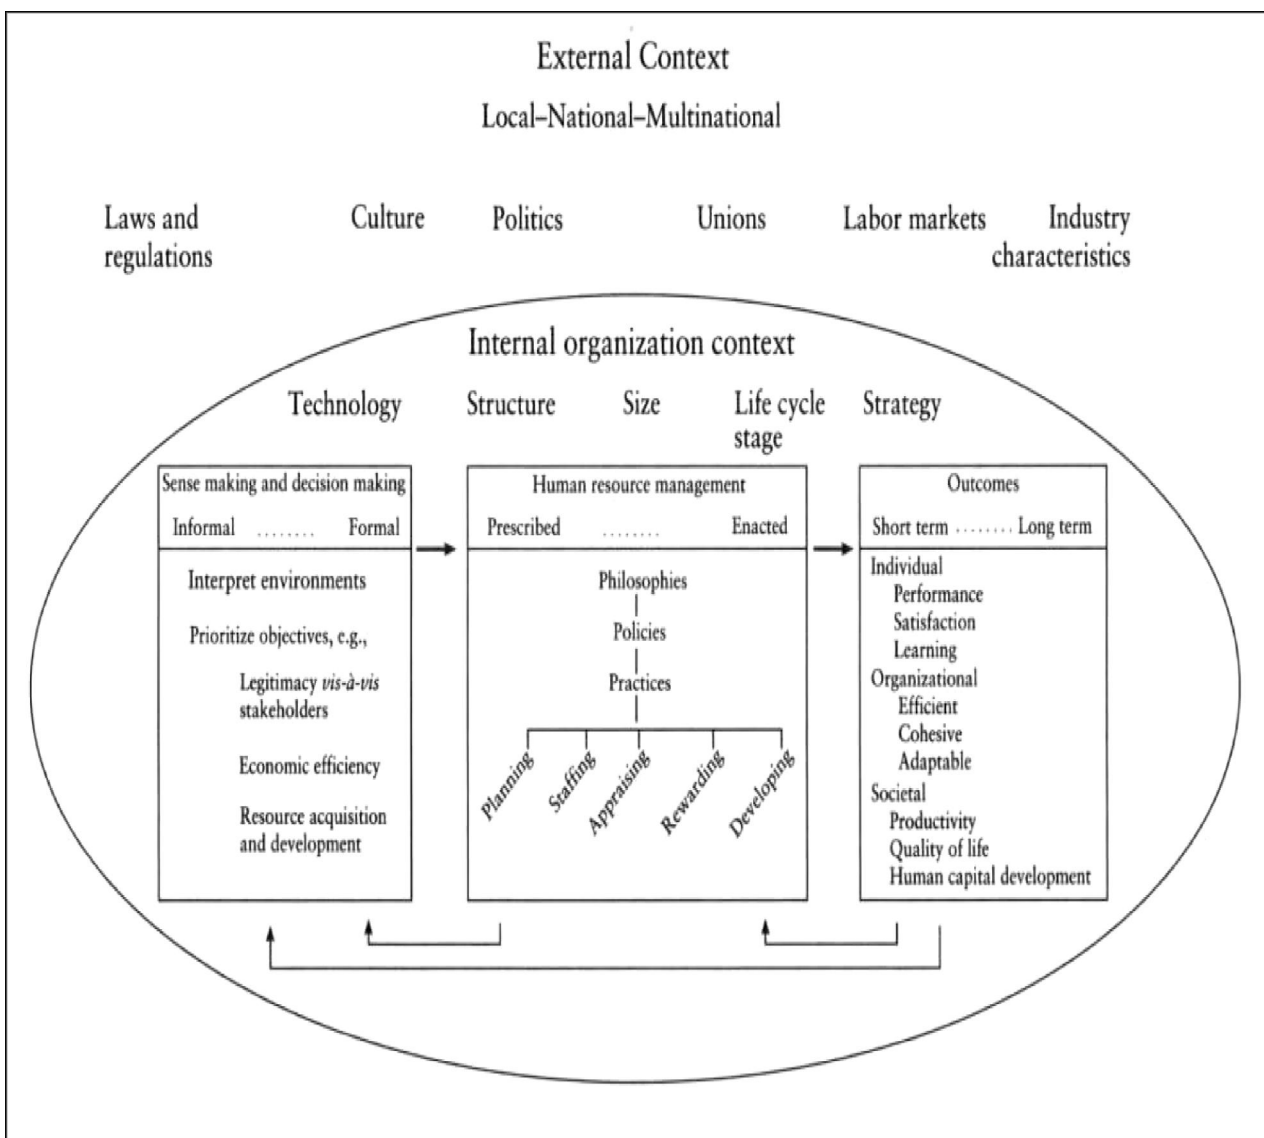 External Context
Local–National–Multinational
Laws and
regulations
Culture
Politics
Unions
Labor markets
Industry
characteristics
Internal organization context
Technology
Structure
Size
Life cycle
stage
Strategy
Sense making and decision making
Informal ........ Formal
Interpret environments
Prioritize objectives, e.g.,
Legitimacy vis-à-vis
stakeholders
Economic efficiency
Resource acquisition
and development
Human resource management
Prescribed ........ Enacted
Philosophies
Policies
Practices
Planning
Staffing
Appraising
Rewarding
Developing
Outcomes
Short term ........ Long term
Individual
Performance
Satisfaction
Learning
Organizational
Efficient
Cohesive
Adaptable
Societal
Productivity
Quality of life
Human capital development